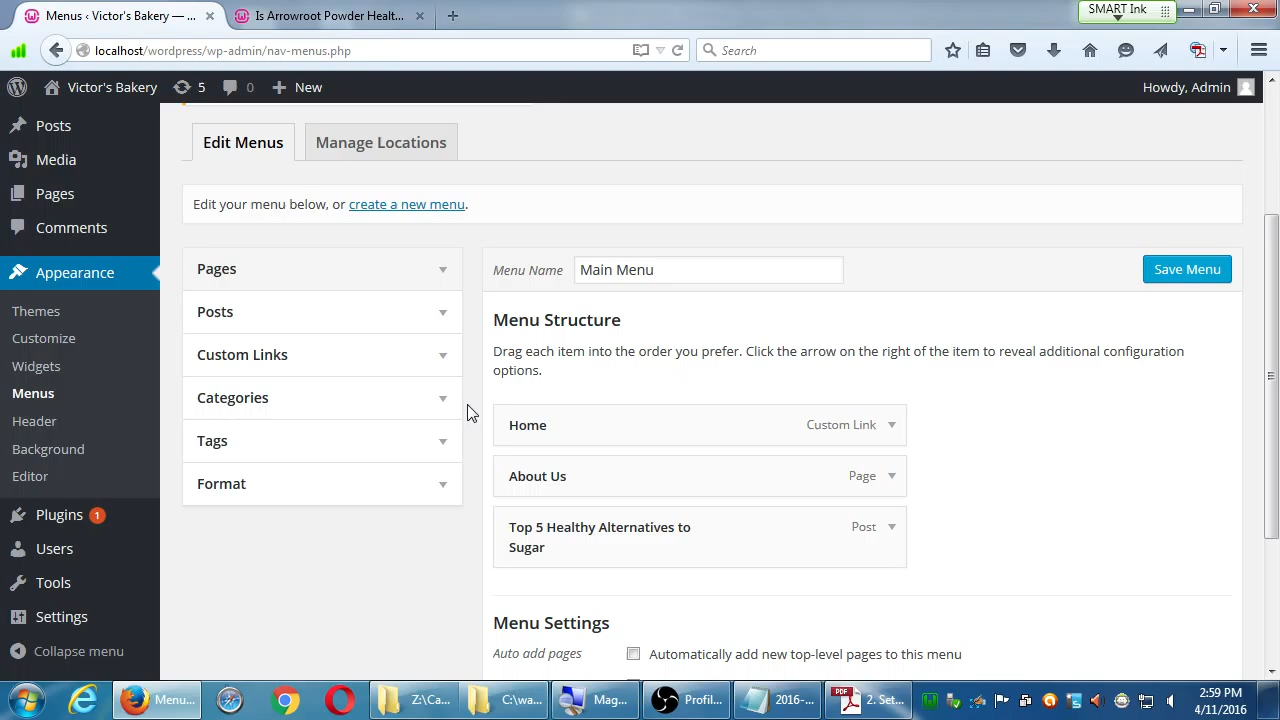 Menus ‹ Victor's Bakery — ...
Is Arrowroot Powder Healt...
SMART Ink
localhost/wordpress/wp-admin/nav-menus.php
Search
Victor's Bakery
5
0
New
Howdy, Admin
Posts
Media
Pages
Comments
Appearance
Themes
Customize
Widgets
Menus
Header
Background
Editor
Plugins 1
Users
Tools
Settings
Collapse menu
Edit Menus
Manage Locations
Edit your menu below, or create a new menu.
Pages
Posts
Custom Links
Categories
Tags
Format
Menu Name
Main Menu
Save Menu
Menu Structure
Drag each item into the order you prefer. Click the arrow on the right of the item to reveal additional configuration
options.
Home
Custom Link
About Us
Page
Top 5 Healthy Alternatives to
Sugar
Post
Menu Settings
Auto add pages
Automatically add new top-level pages to this menu
Menu...
Z:\Ca...
C:\wa...
Mag...
Profil...
2016-...
PDF
2. Set...
2:59 PM
4/11/2016